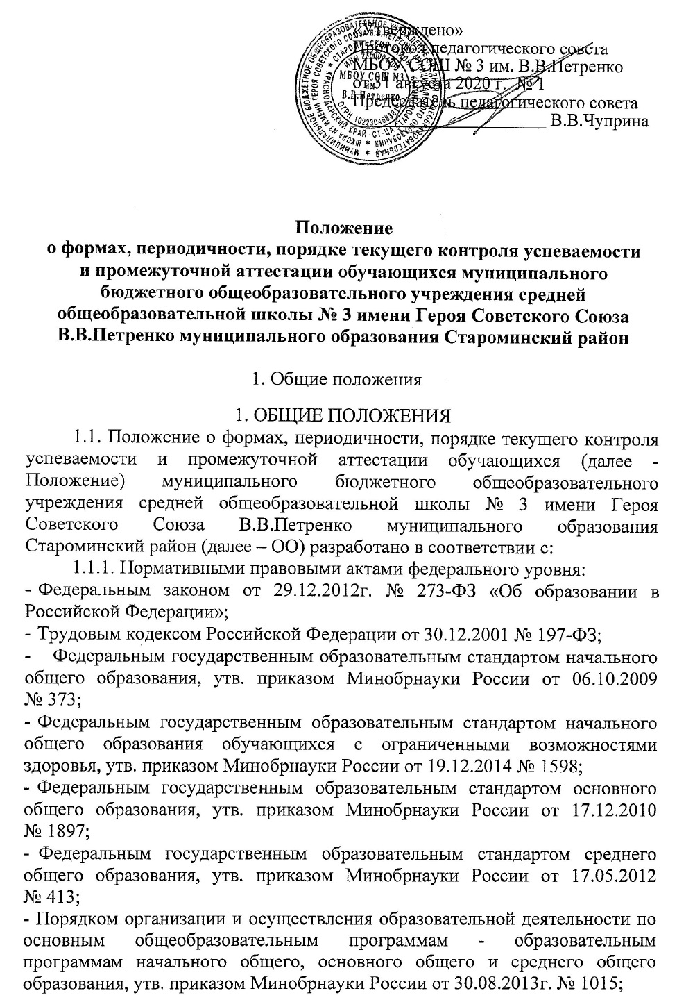 «Утверждено»
Протокол педагогического совета
МБОУ СОШ № 3 им. В.В.Петренко
от 31 августа 2020 г. № 1
Председатель педагогического совета
В.В.Чуприна
МБОУ СОШ N3
им.
В.В.Петренко
Положение
о формах, периодичности, порядке текущего контроля успеваемости
и промежуточной аттестации обучающихся муниципального
бюджетного общеобразовательного учреждения средней
общеобразовательной школы № 3 имени Героя Советского Союза
В.В.Петренко муниципального образования Староминский район
1. Общие положения
1. ОБЩИЕ ПОЛОЖЕНИЯ
1.1. Положение о формах, периодичности, порядке текущего контроля
успеваемости и промежуточной аттестации обучающихся (далее -
Положение) муниципального бюджетного общеобразовательного
учреждения средней общеобразовательной школы № 3 имени Героя
Советского Союза В.В.Петренко муниципального образования
Староминский район (далее – ОО) разработано в соответствии с:
1.1.1. Нормативными правовыми актами федерального уровня:
- Федеральным законом от 29.12.2012г. № 273-ФЗ «Об образовании в
Российской Федерации»;
- Трудовым кодексом Российской Федерации от 30.12.2001 № 197-ФЗ;
- Федеральным государственным образовательным стандартом начального
общего образования, утв. приказом Минобрнауки России от 06.10.2009
№ 373;
- Федеральным государственным образовательным стандартом начального
общего образования обучающихся с ограниченными возможностями
здоровья, утв. приказом Минобрнауки России от 19.12.2014 № 1598;
- Федеральным государственным образовательным стандартом основного
общего образования, утв. приказом Минобрнауки России от 17.12.2010
№ 1897;
- Федеральным государственным образовательным стандартом среднего
общего образования, утв. приказом Минобрнауки России от 17.05.2012
№ 413;
- Порядком организации и осуществления образовательной деятельности по
основным общеобразовательным программам - образовательным
программам начального общего, основного общего и среднего общего
образования, утв. приказом Минобрнауки России от 30.08.2013г. № 1015;